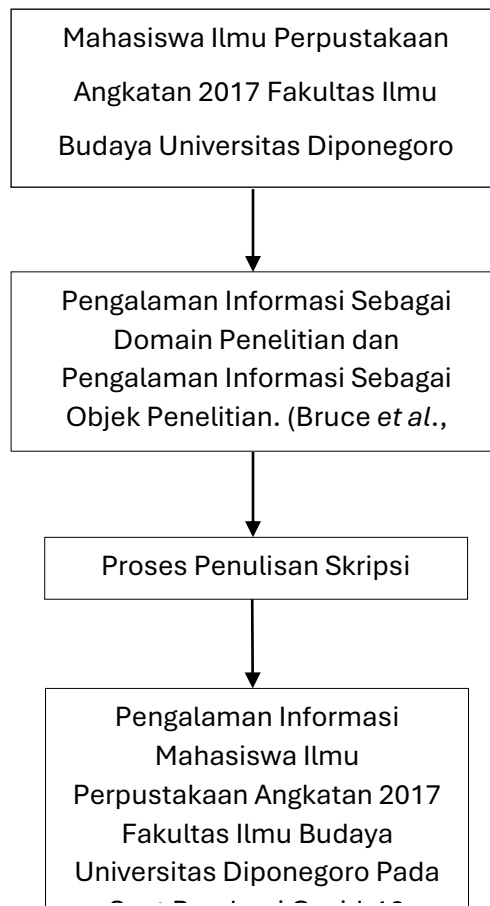 Mahasiswa Ilmu Perpustakaan
Angkatan 2017 Fakultas Ilmu
Budaya Universitas Diponegoro
Pengalaman Informasi Sebagai
Domain Penelitian dan
Pengalaman Informasi Sebagai
Objek Penelitian. (Bruce et al.,
Proses Penulisan Skripsi
Pengalaman Informasi
Mahasiswa Ilmu
Perpustakaan Angkatan 2017
Fakultas Ilmu Budaya
Universitas Diponegoro Pada